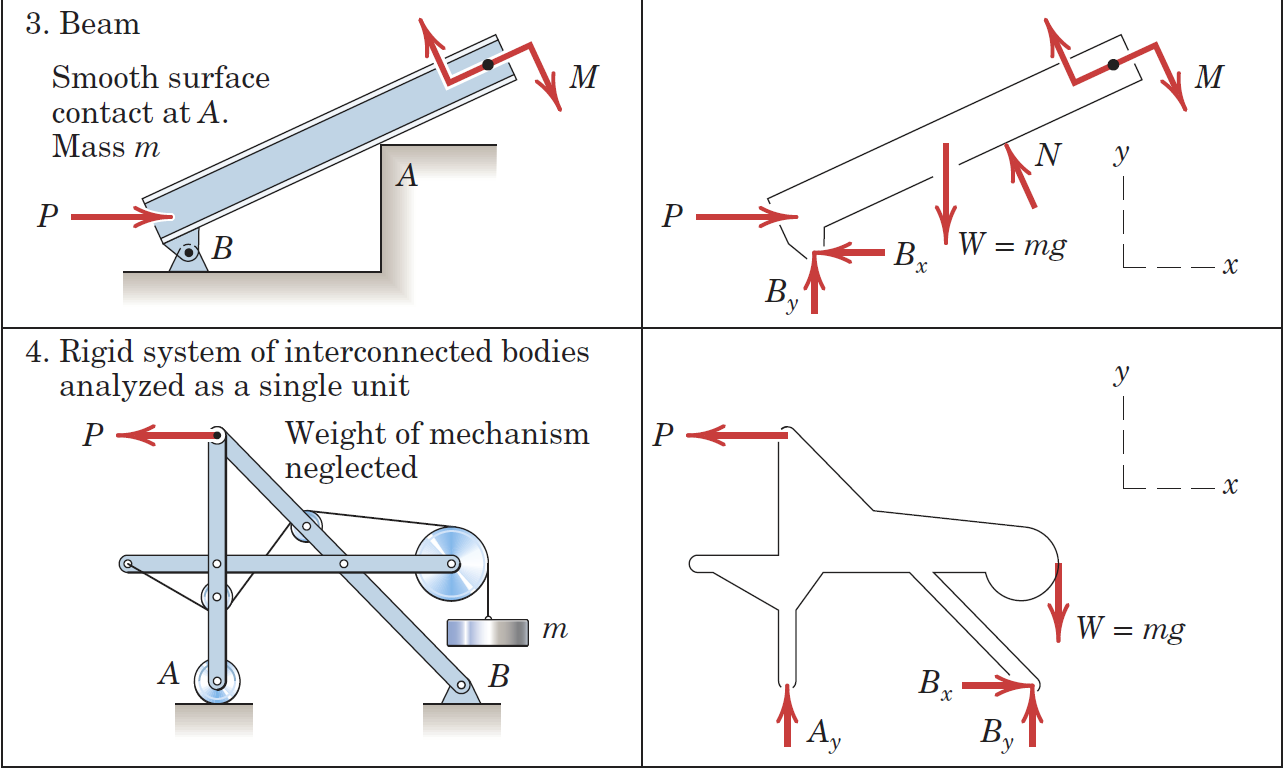 3. Beam
Smooth surface
contact at A.
Mass m
M
A
P
B
M
N
y
P
W = mg
Bx
x
By
4. Rigid system of interconnected bodies
analyzed as a single unit
P
Weight of mechanism
neglected
m
A
B
y
P
x
W = mg
Bx
Ay
By